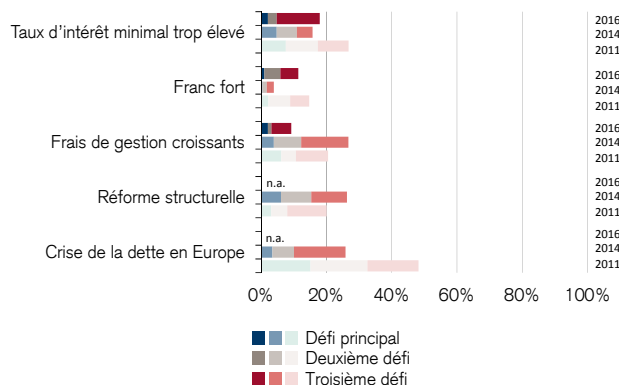 Taux d'intérêt minimal trop élevé
2016
2014
2011
Franc fort
2016
2014
2011
Frais de gestion croissants
2016
2014
2011
Réforme structurelle
n.a.
2016
2014
2011
Crise de la dette en Europe
n.a.
2016
2014
2011
0% 20% 40% 60% 80% 100%
Défi principal
Deuxième défi
Troisième défi